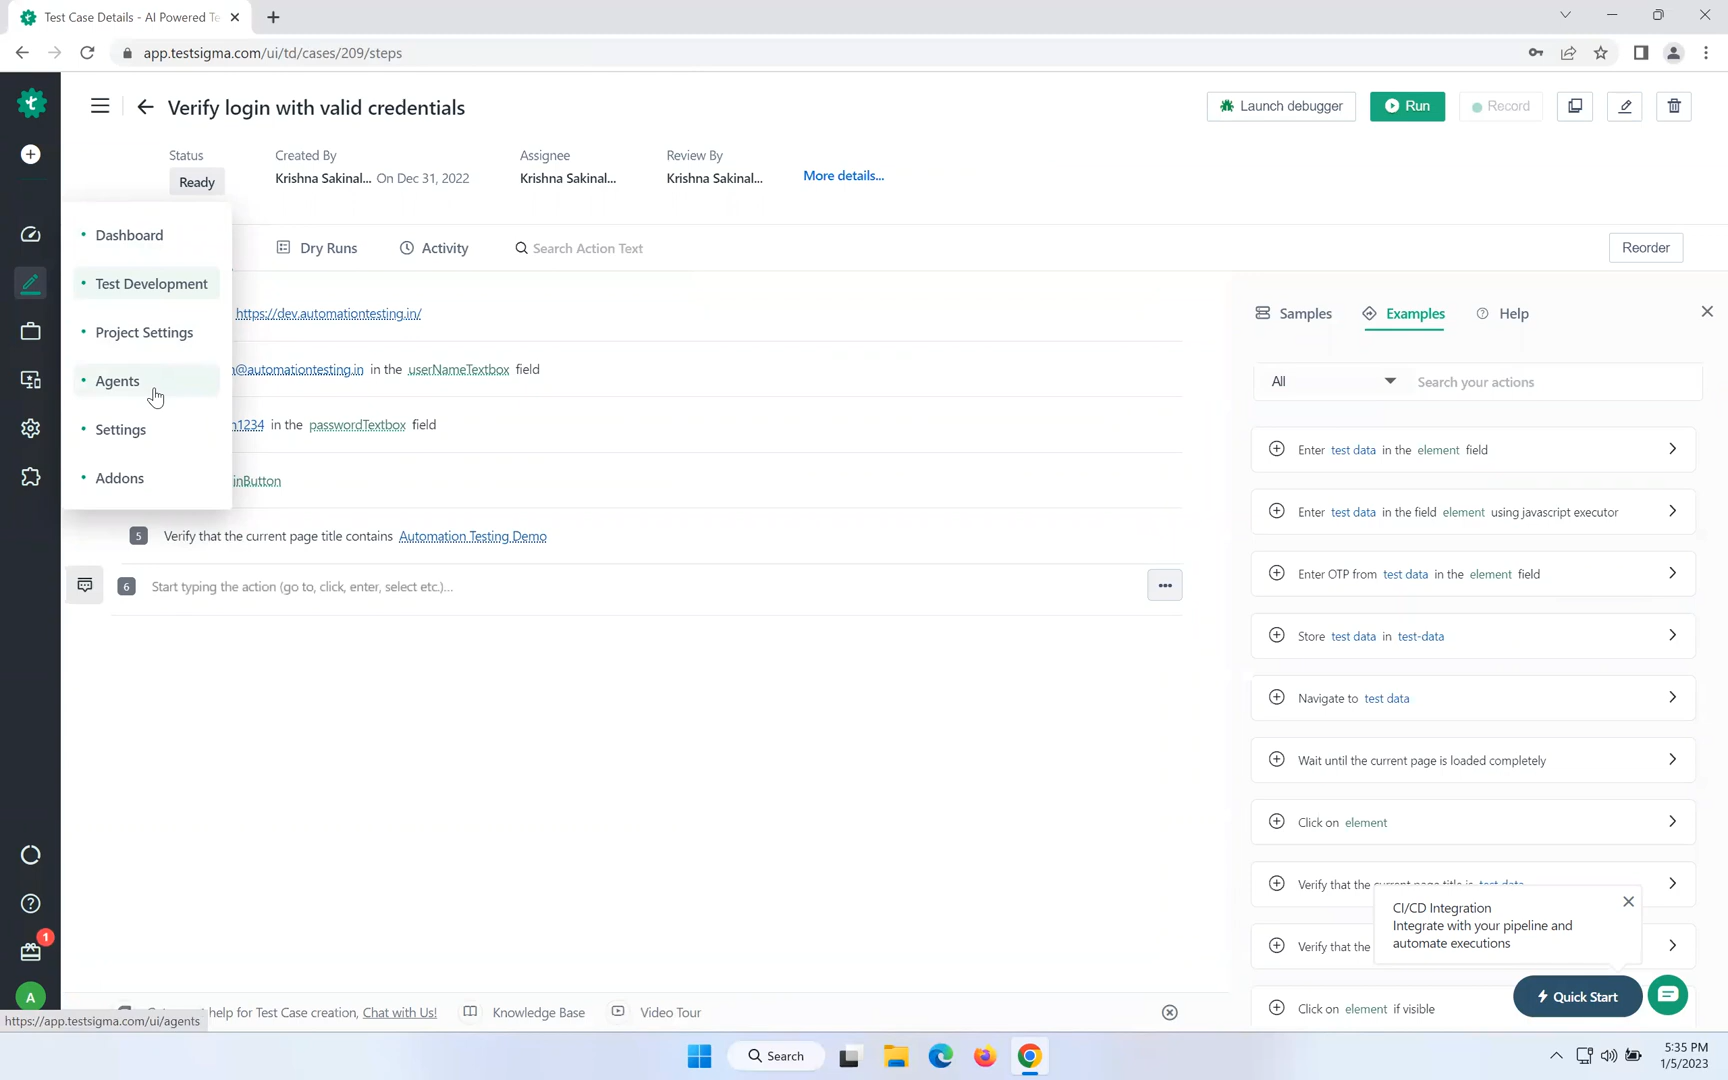 Test Case Details - AI Powered Te
app.testsigma.com/ui/td/cases/209/steps
Verify login with valid credentials
Launch debugger
Run
Record
Status
Created By
Assignee
Review By
Ready
Krishna Sakinal... On Dec 31, 2022
Krishna Sakinal...
Krishna Sakinal...
More details...
Dashboard
Test Development
Project Settings
Agents
Settings
Addons
Dry Runs
Activity
Search Action Text
Reorder
https://dev.automationtesting.in/
@automationtesting.in in the userNameTextbox field
1234 in the passwordTextbox field
inButton
5 Verify that the current page title contains Automation Testing Demo
6 Start typing the action (go to, click, enter, select etc.)...
Samples
Examples
Help
All
Search your actions
Enter test data in the element field
Enter test data in the field element using javascript executor
Enter OTP from test data in the element field
Store test data in test-data
Navigate to test data
Wait until the current page is loaded completely
Click on element
Verify that the current page title is test data
Verify that the
Click on element if visible
CI/CD Integration
Integrate with your pipeline and
automate executions
Quick Start
help for Test Case creation, Chat with Us!
Knowledge Base
Video Tour
1
A
https://app.testsigma.com/ui/agents
Search
5:35 PM
1/5/2023